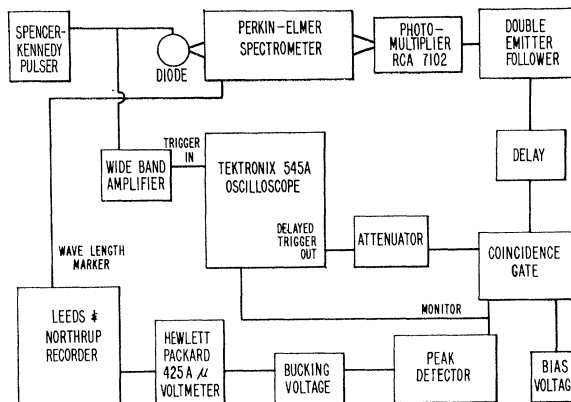 SPENCER-
KENNEDY
PULSER
DIODE
PERKIN-ELMER
SPECTROMETER
PHOTO-
MULTIPLIER
RCA 7102
DOUBLE
EMITTER
FOLLOWER
WIDE BAND
AMPLIFIER
TRIGGER
IN
TEKTRONIX 545A
OSCILLOSCOPE
DELAYED
TRIGGER
OUT
ATTENUATOR
DELAY
COINCIDENCE
GATE
WAVE LENGTH
MARKER
MONITOR
LEEDS &
NORTHRUP
RECORDER
HEWLETT
PACKARD
425A μ
VOLTMETER
BUCKING
VOLTAGE
PEAK
DETECTOR
BIAS
VOLTAGE